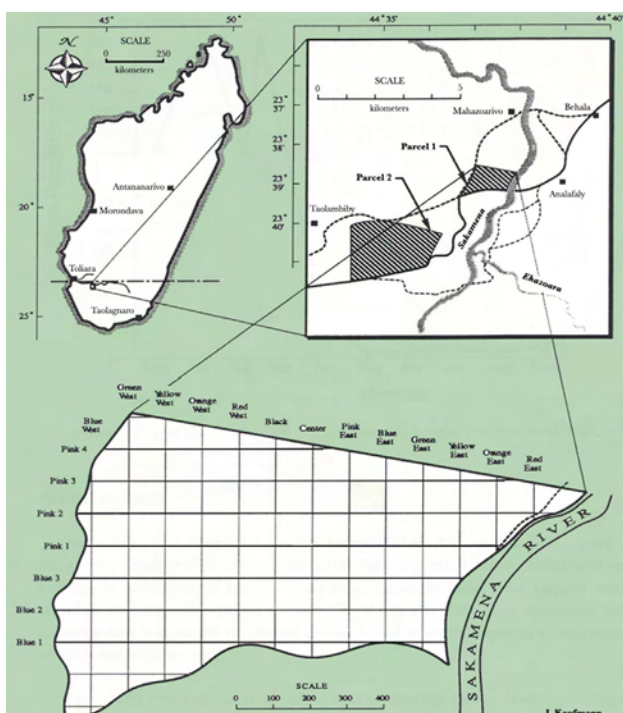 45° 50°
N
SCALE
0 250
kilometers
15°
20°
25°
Antananarivo
Morondava
Toliara
Taolagnaro
44°35' 44°40'
SCALE
0 5
kilometers
23°
37'
23°
38'
23°
39'
23°
40'
Mahazoarivo
Behala
Parcel 1
Parcel 2
Analafaly
Taolambiby
Sakamena
Ekazoara
Blue
West
Green
West
Yellow
West
Orange
West
Red
West
Black
Center
Pink
East
Blue
East
Green
East
Yellow
East
Orange
East
Red
East
Pink 4
Pink 3
Pink 2
Pink 1
Blue 3
Blue 2
Blue 1
SAKAMENA RIVER
SCALE
0 100 200 300 400
J. Kaufmann